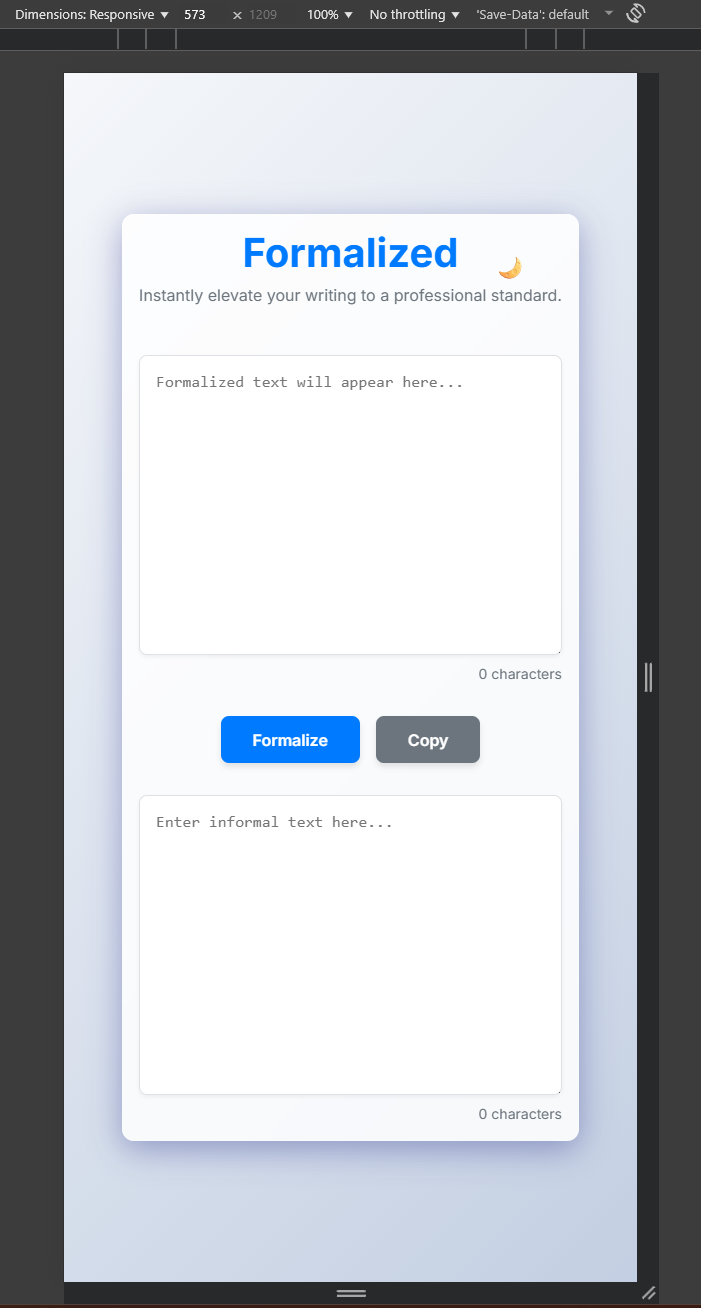 Dimensions: Responsive 573 x 1209 100% No throttling 'Save-Data': default
Formalized
Instantly elevate your writing to a professional standard.
Formalized text will appear here...
0 characters
Formalize Copy
Enter informal text here...
0 characters